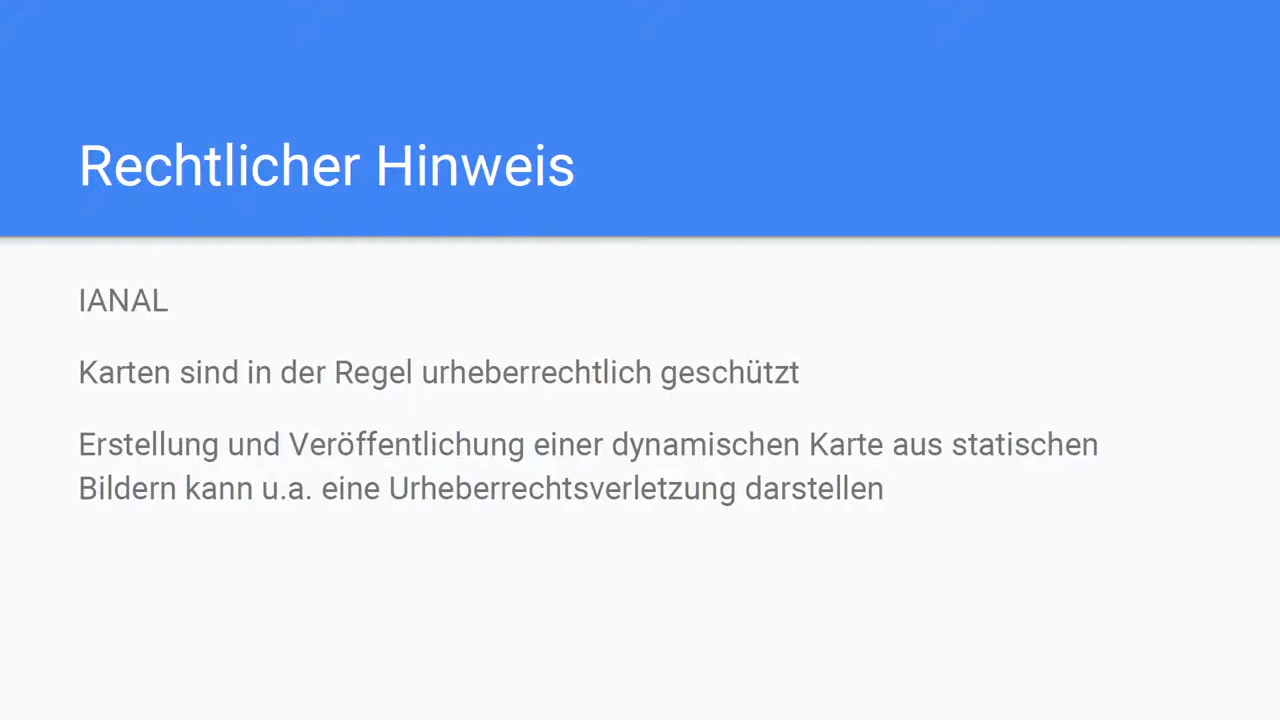 Rechtlicher Hinweis
IANAL
Karten sind in der Regel urheberrechtlich geschützt
Erstellung und Veröffentlichung einer dynamischen Karte aus statischen
Bildern kann u.a. eine Urheberrechtsverletzung darstellen